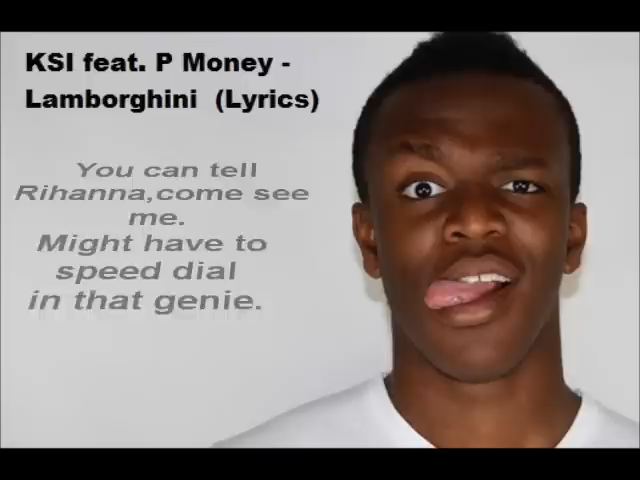 KSI feat. P Money -
Lamborghini (Lyrics)
You can tell
Rihanna,come see
me.
Might have to
speed dial
in that genie.